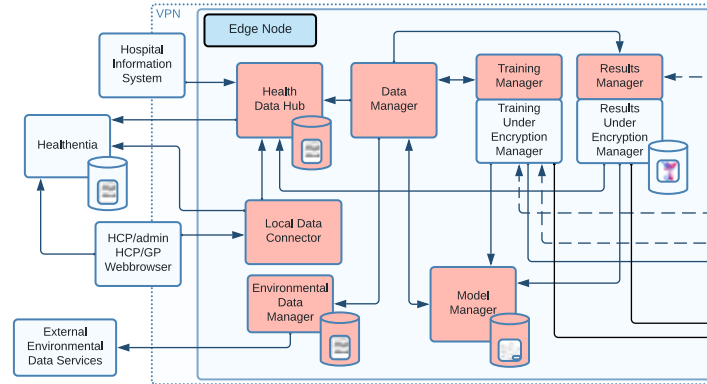 VPN
Edge Node
Hospital
Information
System
Health
Data Hub
Data
Manager
Training
Manager
Training
Under
Encryption
Manager
Results
Manager
Results
Under
Encryption
Manager
Healthentia
Local Data
Connector
HCP/admin
HCP/GP
Webbrowser
Environmental
Data
Manager
Model
Manager
External
Environmental
Data Services